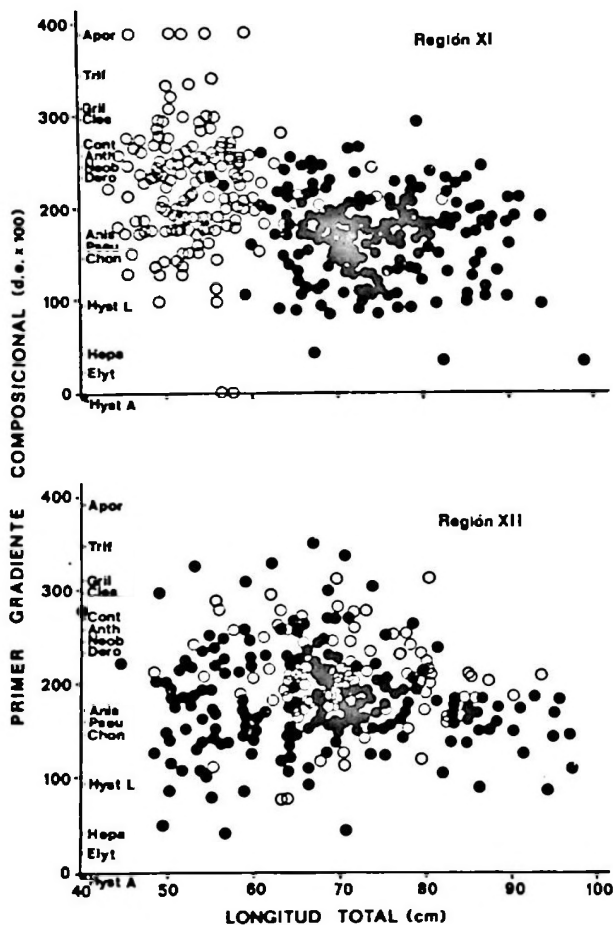 PRIMER GRADIENTE COMPOSICIONAL (d.e. x 100)
Región XI
400
300
200
100
0
Apor
Trif
Gril
Cont
Anth
Neob
Dero
Anis
Pseu
Chon
Hyst L
Hepa
Elyt
Hyst A
Región XII
400
300
200
100
0
Apor
Trif
Gril
Cont
Anth
Neob
Dero
Anis
Pseu
Chon
Hyst L
Hepa
Elyt
Hyst A
40 50 60 70 80 90 100
LONGITUD TOTAL (cm)